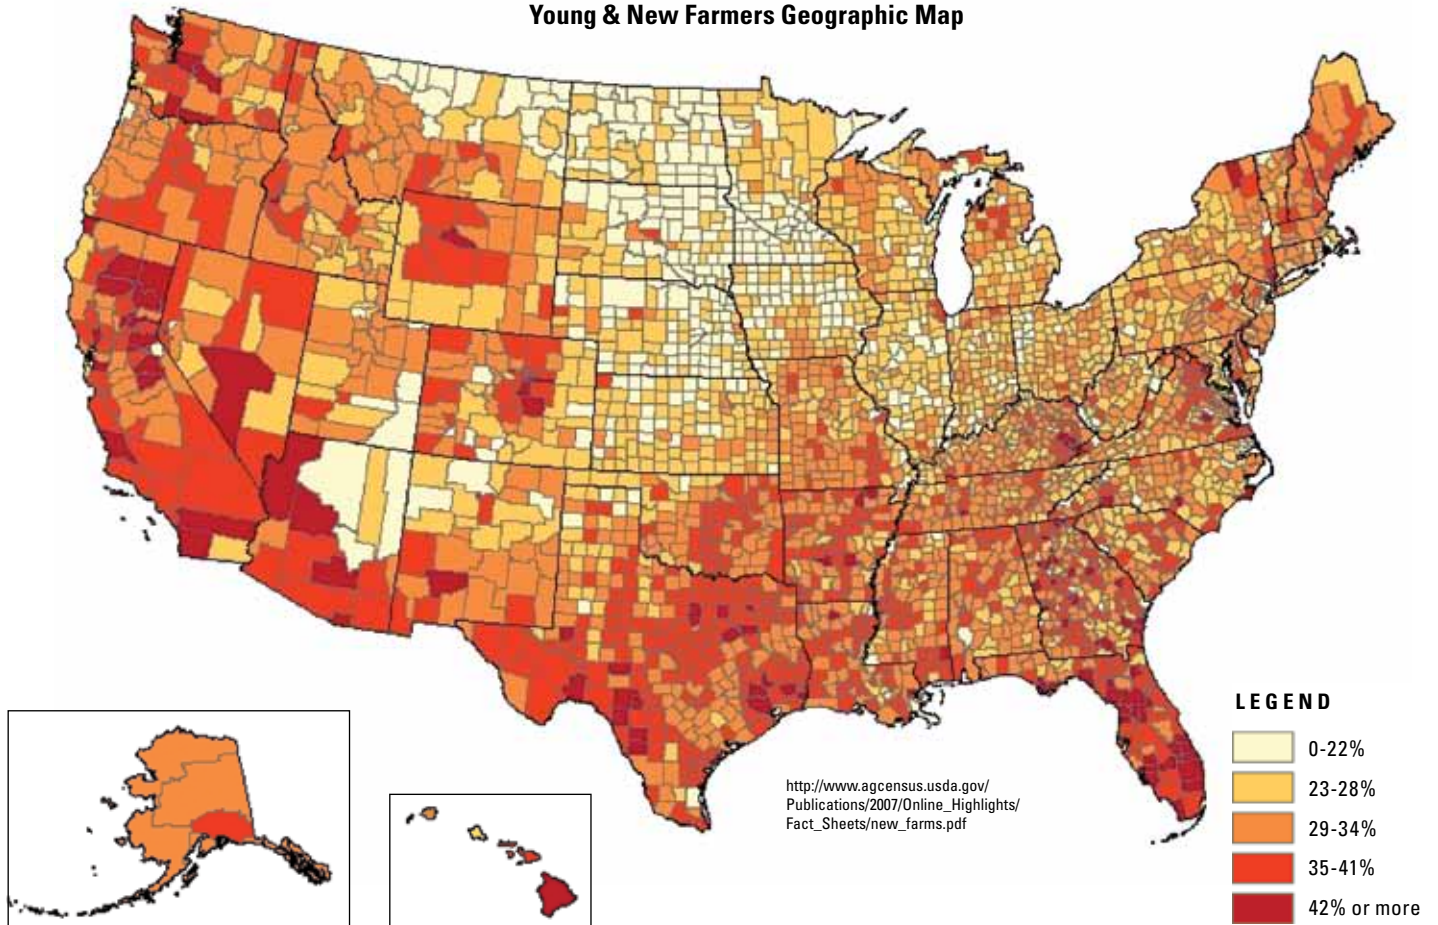 Young & New Farmers Geographic Map
http://www.agcensus.usda.gov/
Publications/2007/Online_Highlights/
Fact_Sheets/new_farms.pdf
LEGEND
0-22%
23-28%
29-34%
35-41%
42% or more